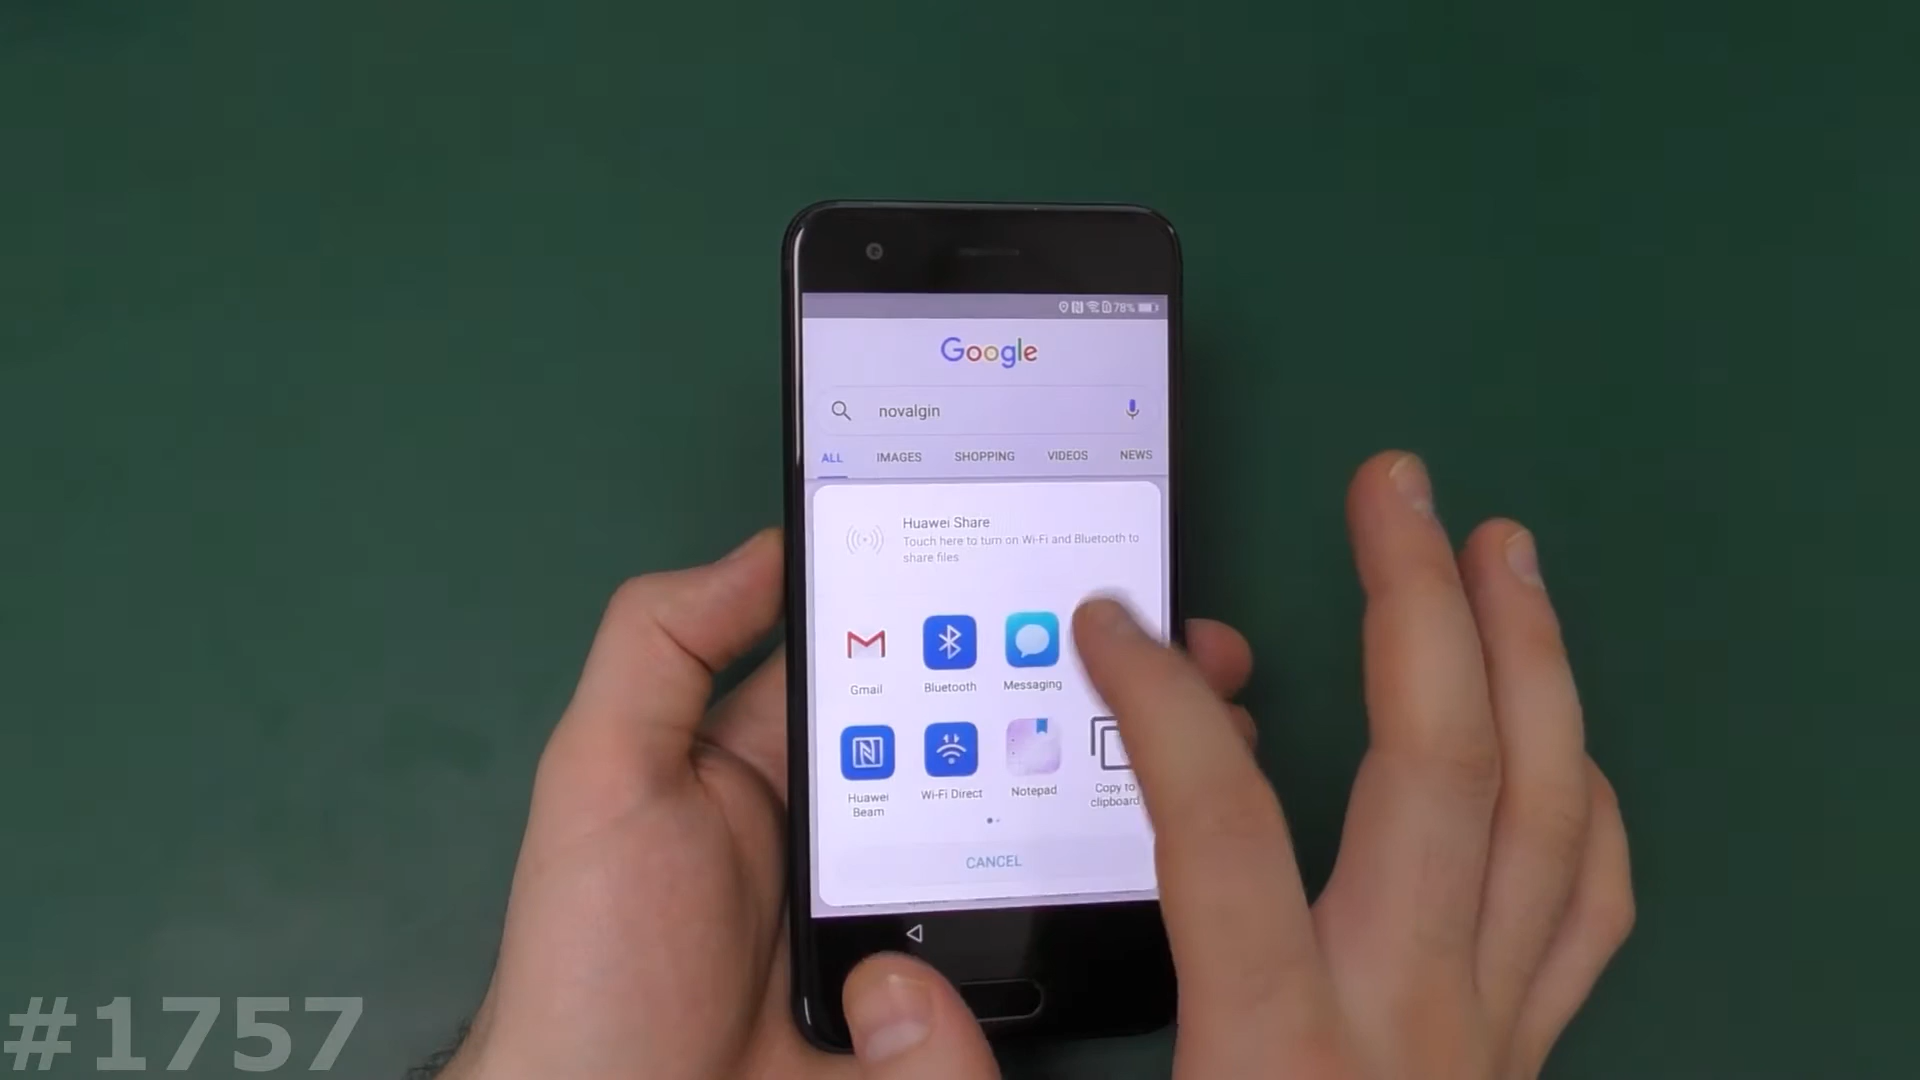 78%
Google
novalgin
ALL IMAGES SHOPPING VIDEOS NEWS
Huawei Share
Touch here to turn on Wi-Fi and Bluetooth to
share files
Gmail Bluetooth Messaging
Huawei
Beam
Wi-Fi Direct
Notepad
Copy to
clipboard
CANCEL
#1757